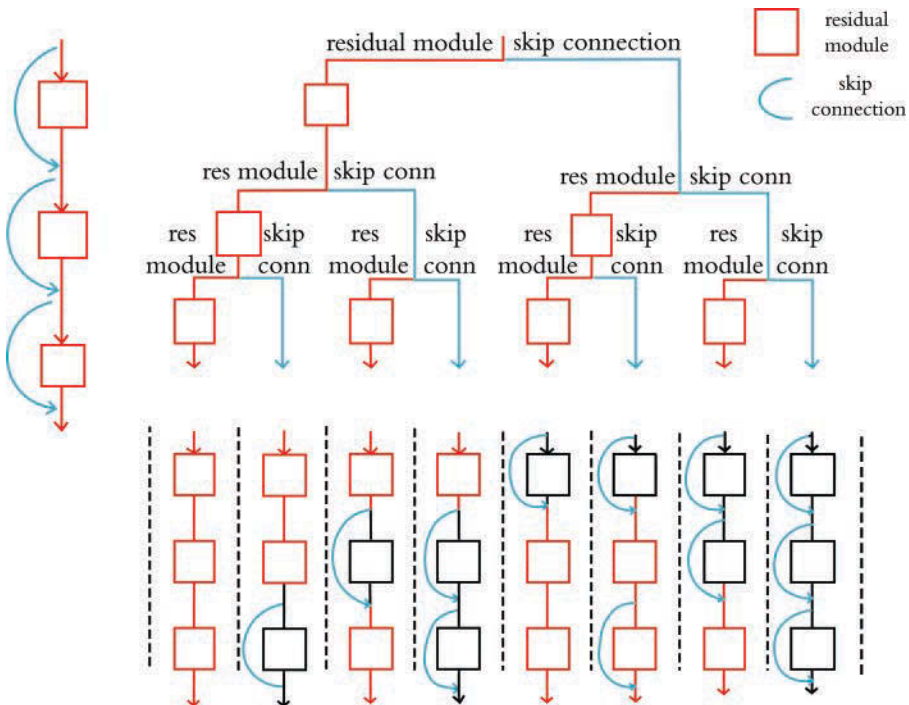 residual module skip connection
residual
module
skip
connection
res module skip conn
res module skip conn
res skip
module conn
res skip
module conn
res skip
module conn
res skip
module conn